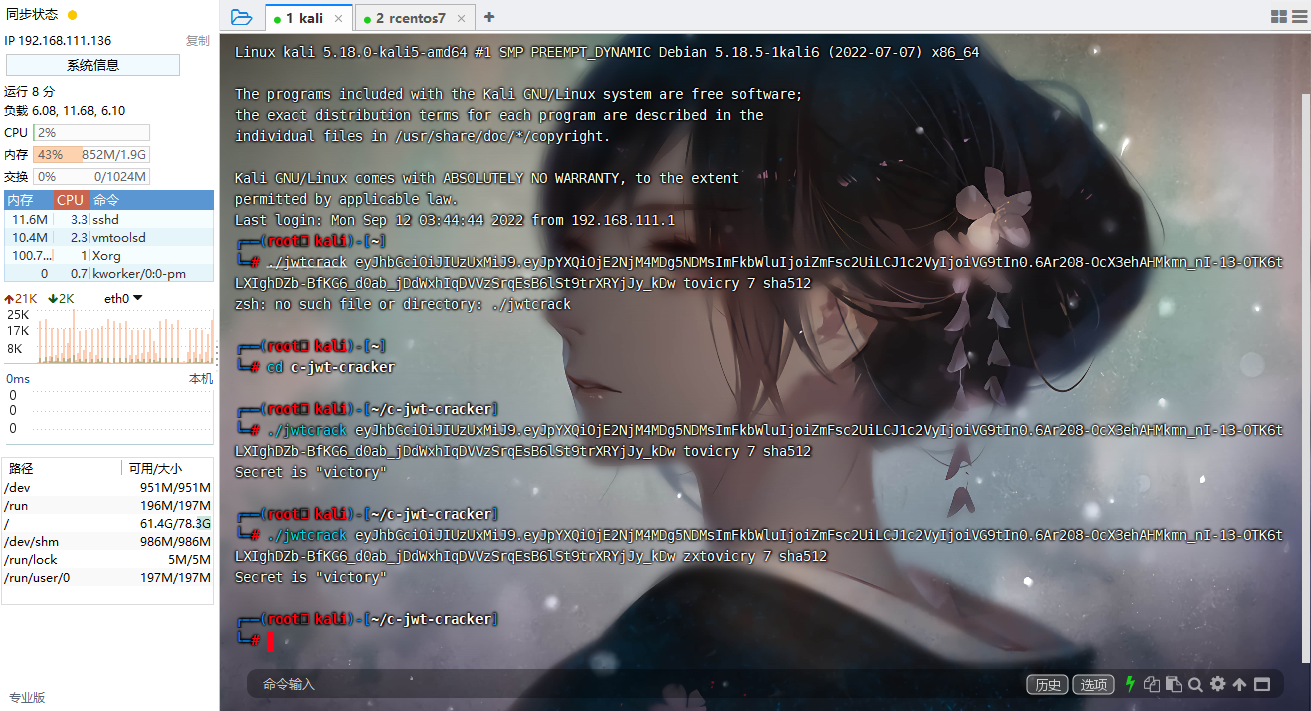 同步状态
IP 192.168.111.136 复制
系统信息
运行 8 分
负载 6.08, 11.68, 6.10
CPU 2%
内存 43% 852M/1.9G
交换 0% 0/1024M
内存 CPU 命令
11.6M 3.3 sshd
10.4M 2.3 vmtoolsd
100.7... 1 Xorg
0 0.7 kworker/0:0-pm
21K 2K eth0
25K
17K
8K
0ms 本机
0
0
0
路径 可用/大小
/dev 951M/951M
/run 196M/197M
/ 61.4G/78.3G
/dev/shm 986M/986M
/run/lock 5M/5M
/run/user/0 197M/197M
专业版
1 kali × 2 rcentos7 × +
Linux kali 5.18.0-kali5-amd64 #1 SMP PREEMPT_DYNAMIC Debian 5.18.5-1kali6 (2022-07-07) x86_64
The programs included with the Kali GNU/Linux system are free software;
the exact distribution terms for each program are described in the
individual files in /usr/share/doc/*/copyright.
Kali GNU/Linux comes with ABSOLUTELY NO WARRANTY, to the extent
permitted by applicable law.
Last login: Mon Sep 12 03:44:44 2022 from 192.168.111.1
┌──(root□ kali)-[~]
└─# ./jwtcrack eyJhbGciOiJIUzUxMiJ9.eyJpYXQiOjE2NjM4MDg5NDMsImFkbWluIjoiZmFsc2UiLCJ1c2VyIjoiVG9tIn0.6Ar208-OcX3ehAHMkmn_nI-13-OTK6t
LXIghDZb-BfKG6_d0ab_jDdWxhIqDVVzSrqEsB6lSt9trXRYjJy_kDw tovicry 7 sha512
zsh: no such file or directory: ./jwtcrack
┌──(root□ kali)-[~]
└─# cd c-jwt-cracker
┌──(root□ kali)-[~/c-jwt-cracker]
└─# ./jwtcrack eyJhbGciOiJIUzUxMiJ9.eyJpYXQiOjE2NjM4MDg5NDMsImFkbWluIjoiZmFsc2UiLCJ1c2VyIjoiVG9tIn0.6Ar208-OcX3ehAHMkmn_nI-13-OTK6t
LXIghDZb-BfKG6_d0ab_jDdWxhIqDVVzSrqEsB6lSt9trXRYjJy_kDw tovicry 7 sha512
Secret is "victory"
┌──(root□ kali)-[~/c-jwt-cracker]
└─# ./jwtcrack eyJhbGciOiJIUzUxMiJ9.eyJpYXQiOjE2NjM4MDg5NDMsImFkbWluIjoiZmFsc2UiLCJ1c2VyIjoiVG9tIn0.6Ar208-OcX3ehAHMkmn_nI-13-OTK6t
LXIghDZb-BfKG6_d0ab_jDdWxhIqDVVzSrqEsB6lSt9trXRYjJy_kDw zxtovicry 7 sha512
Secret is "victory"
┌──(root□ kali)-[~/c-jwt-cracker]
└─#
命令输入 历史 选项